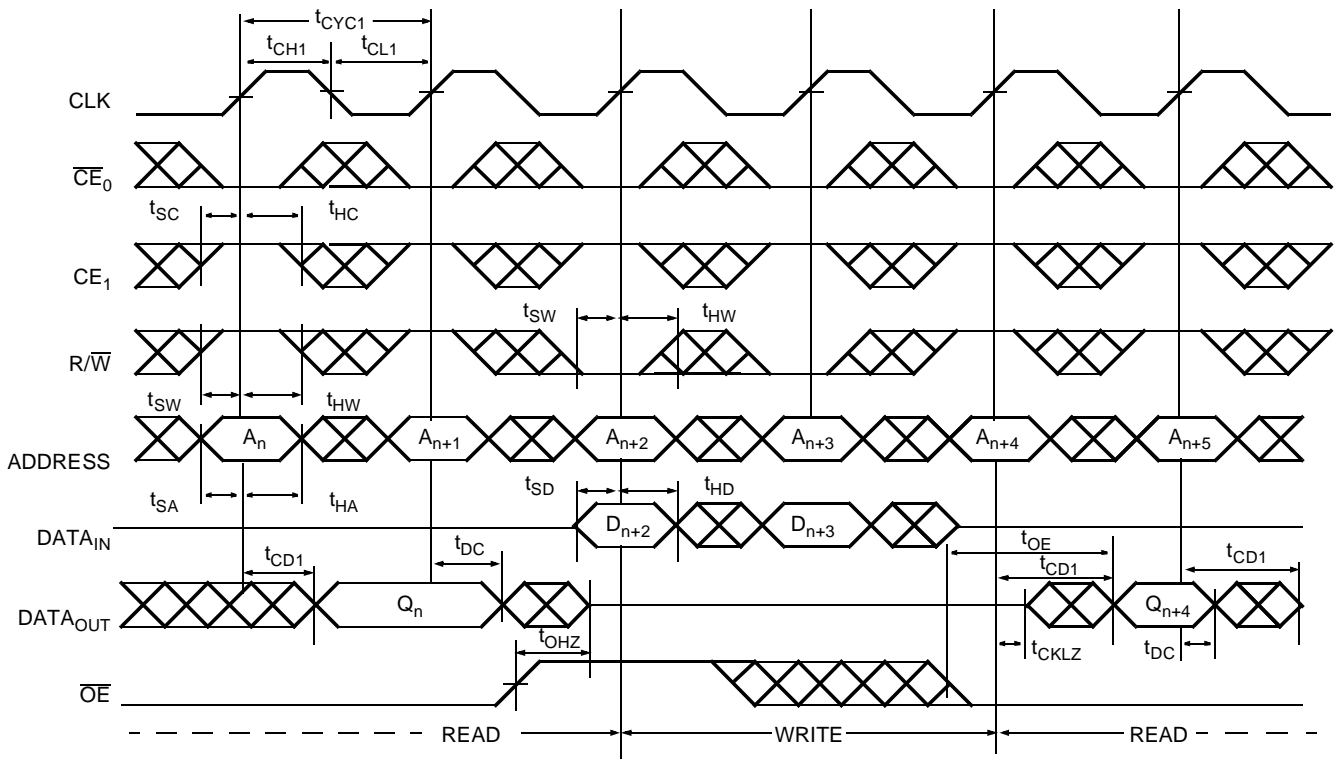 tCYC1
tCH1 tCL1
CLK
CE0
tSC tHC
CE1
tSW tHW
R/W
tSW tHW
An An+1 An+2 An+3 An+4 An+5
ADDRESS
tSA tHA tSD tHD
Dn+2 Dn+3
DATAIN
tOE
tCD1 tDC tCD1 tCD1
Qn Qn+4
DATAOUT
tOHZ tCKLZ tDC
OE
READ WRITE READ